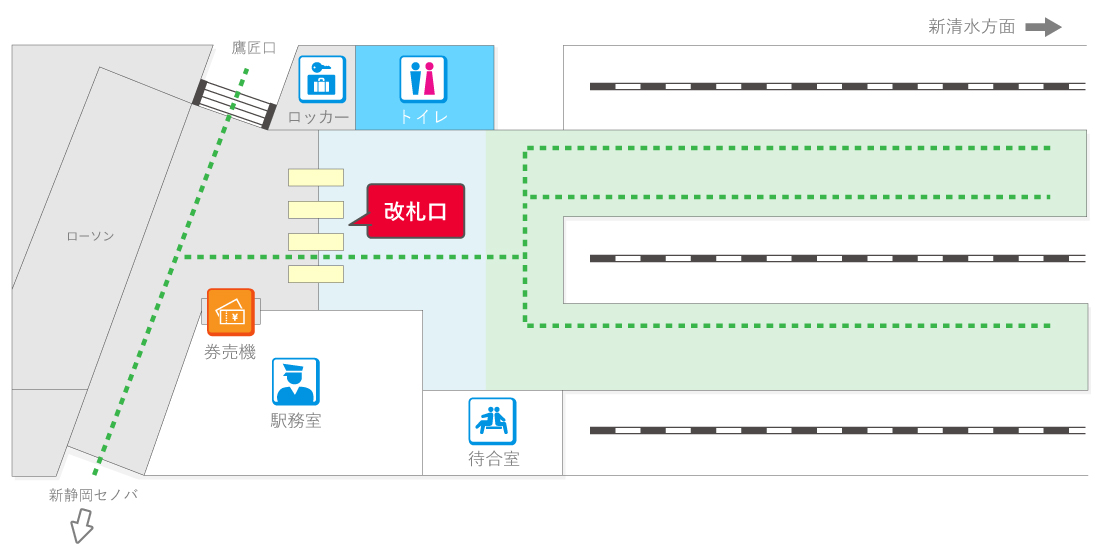 新清水方面
鷹匠口
ロッカー
トイレ
改札口
ローソン
券売機
駅務室
待合室
新静岡セノバ